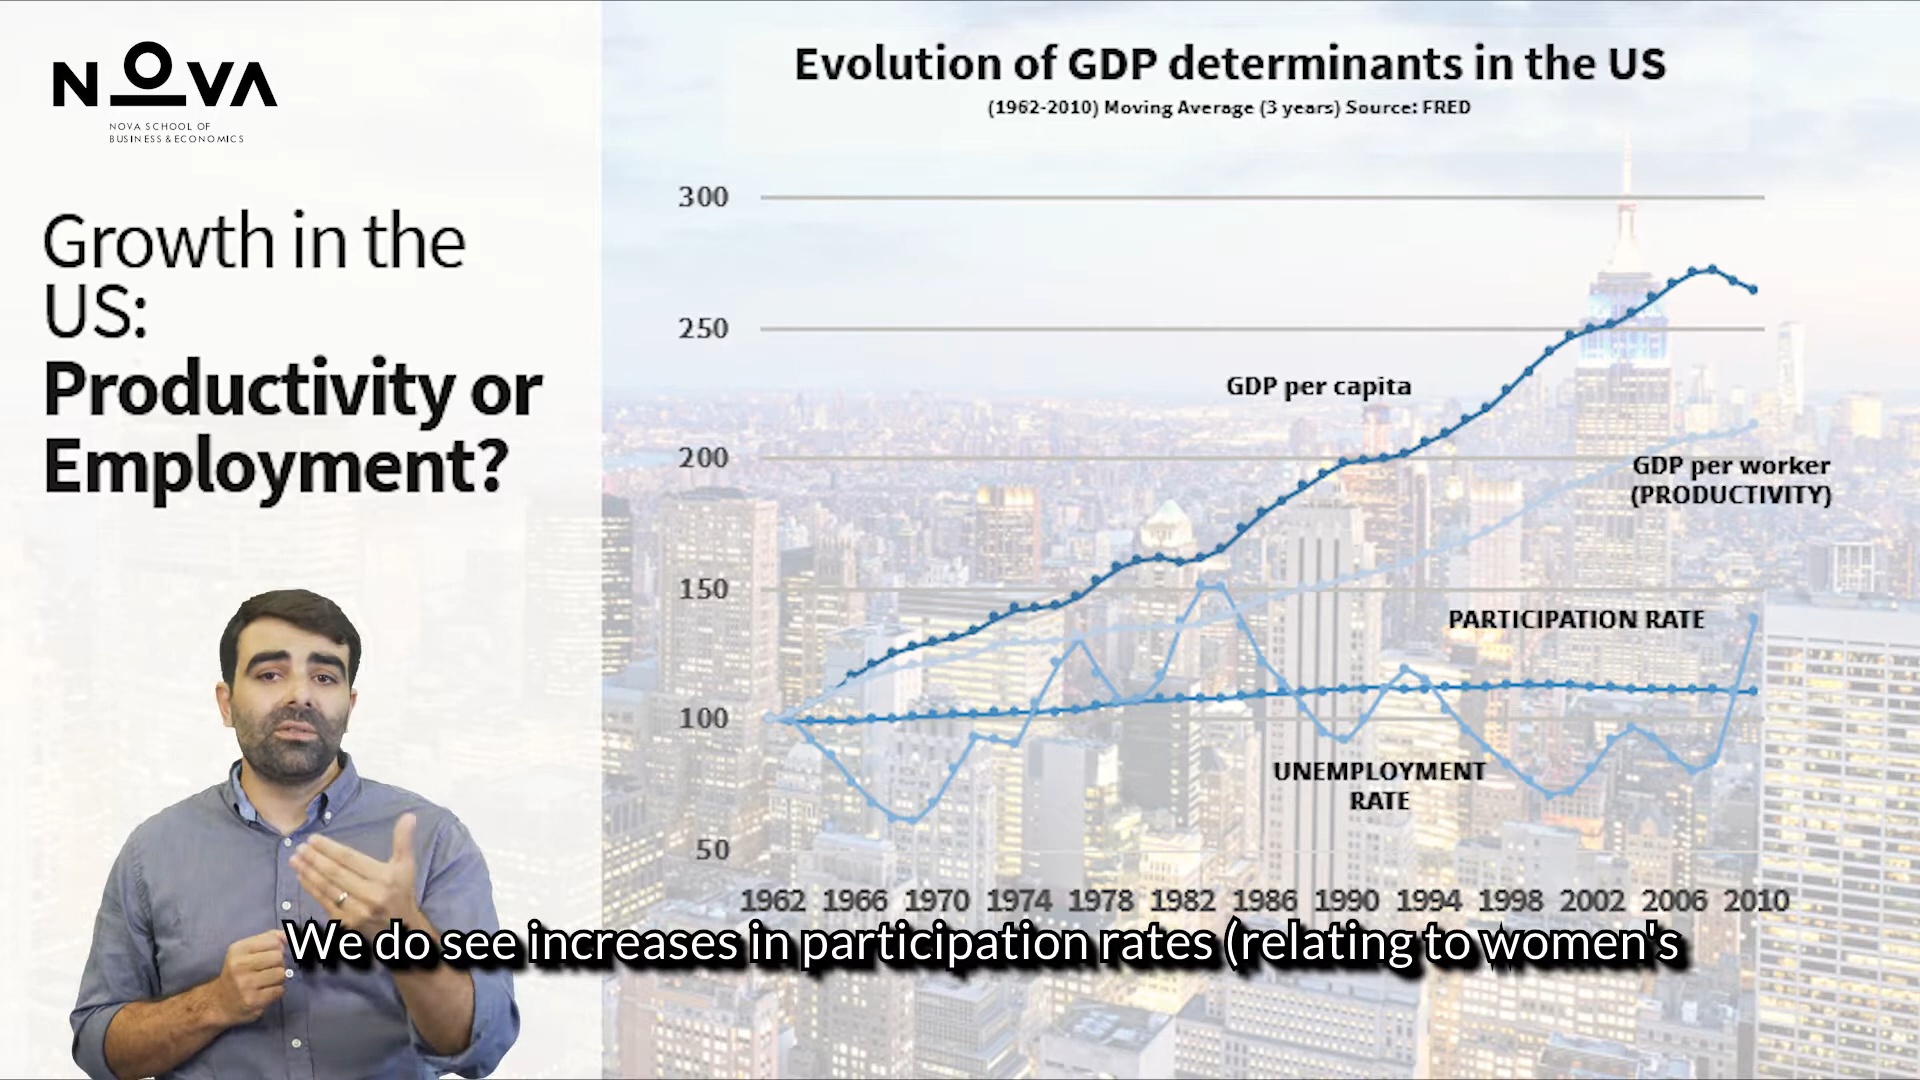 NOVA
NOVA SCHOOL OF
BUSINESS & ECONOMICS
Growth in the
US:
Productivity or
Employment?
Evolution of GDP determinants in the US
(1962-2010) Moving Average (3 years) Source: FRED
300
250
200
150
100
50
GDP per capita
GDP per worker
(PRODUCTIVITY)
PARTICIPATION RATE
UNEMPLOYMENT
RATE
1962 1966 1970 1974 1978 1982 1986 1990 1994 1998 2002 2006 2010
We do see increases in participation rates (relating to women's